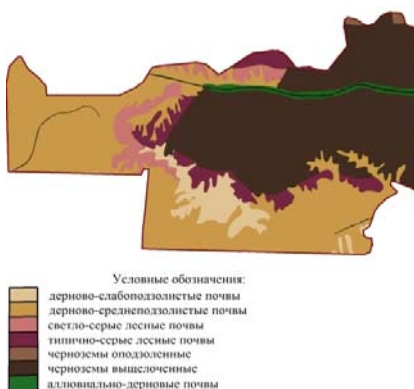 Условные обозначения:
дерново-слабоподзолистые почвы
дерново-среднеподзолистые почвы
светло-серые лесные почвы
типично-серые лесные почвы
черноземы оподзоленные
черноземы выщелоченные
аллювиально-дерновые почвы